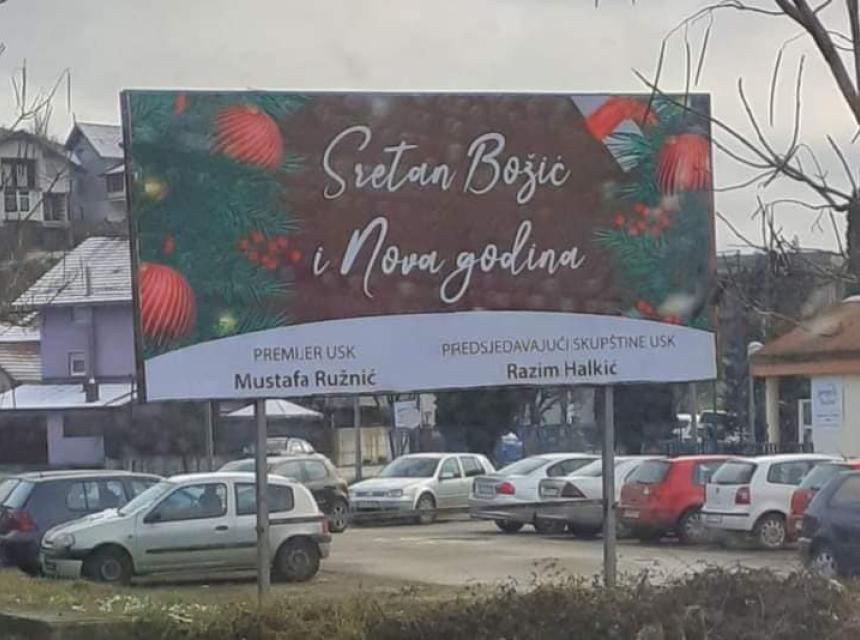 Sretan Božić
i Nova godina
PREMIJER USK
Mustafa Ružnić
PREDSJEDAVAJUĆI SKUPŠTINE USK
Razim Halkić